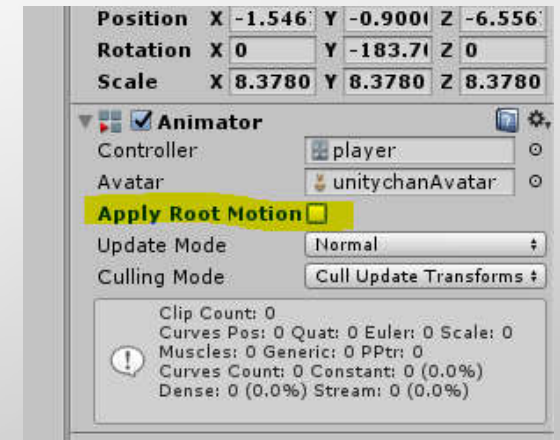 Position X -1.546 Y -0.900 Z -6.556
Rotation X 0 Y -183.7 Z 0
Scale X 8.3780 Y 8.3780 Z 8.3780
Animator
Controller player
Avatar unitychanAvatar
Apply Root Motion
Update Mode Normal
Culling Mode Cull Update Transforms
Clip Count: 0
Curves Pos: 0 Quat: 0 Euler: 0 Scale: 0
Muscles: 0 Generic: 0 PPtr: 0
Curves Count: 0 Constant: 0 (0.0%)
Dense: 0 (0.0%) Stream: 0 (0.0%)